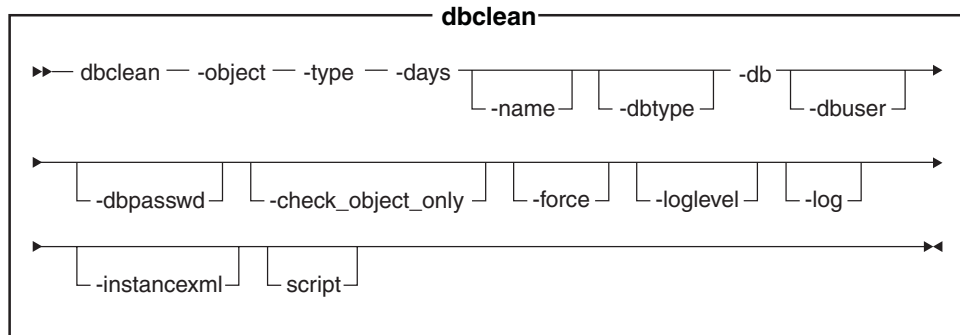 dbclean
dbclean -object -type -days -db
-name -dbtype -dbuser
-dbpasswd -check_object_only -force -loglevel -log
-instancexml script